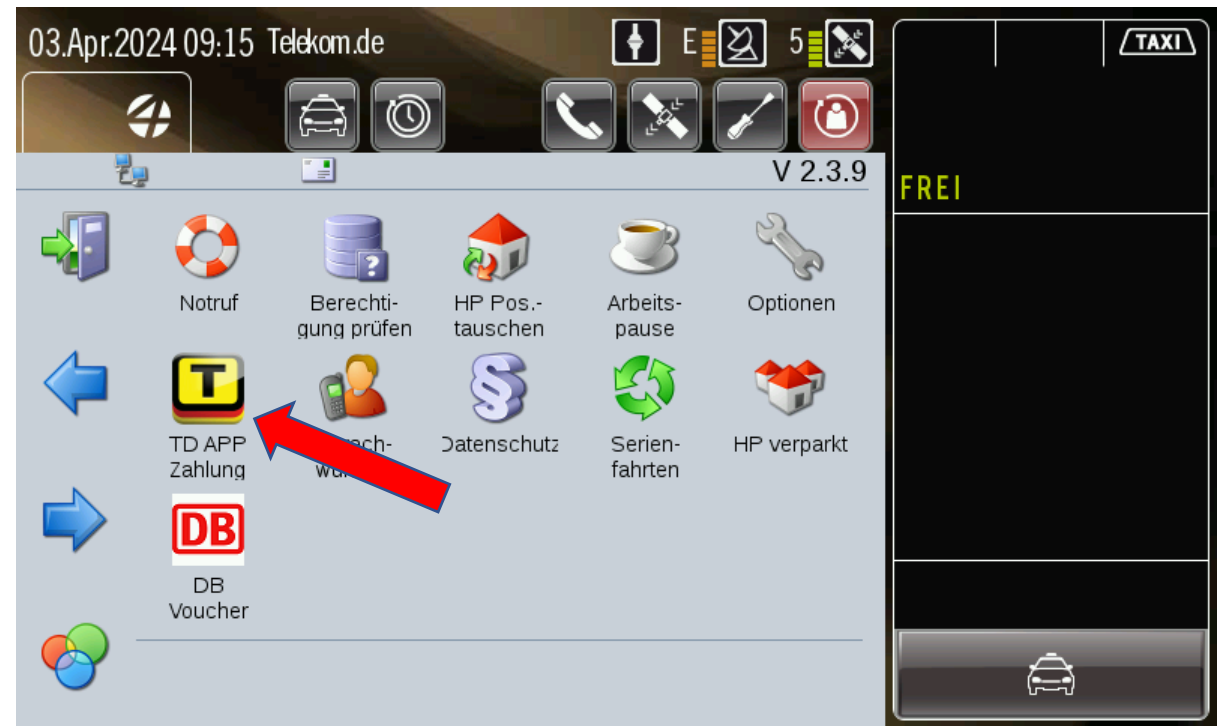 03.Apr.2024 09:15 Telekom.de
E
5
TAXI
V 2.3.9
FREI
Notruf
Berechti-
gung prüfen
HP Pos.-
tauschen
Arbeits-
pause
Optionen
T
TD APP
Zahlung
Datenschutz
Serien-
fahrten
HP verparkt
DB
DB
Voucher